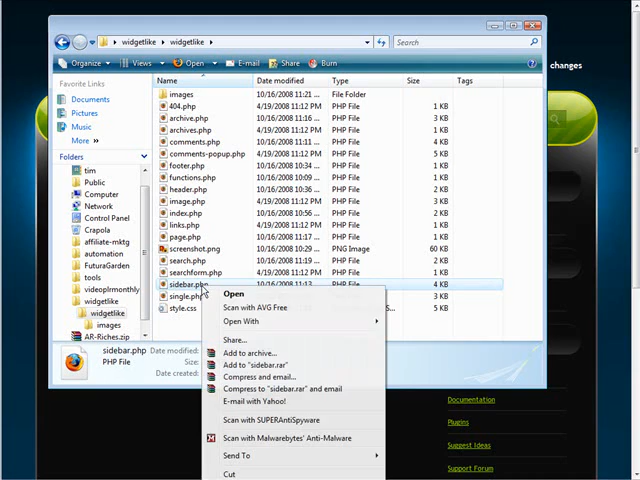 widgetlike ▸ widgetlike ▸
Search
Organize Views Open E-mail Share Burn
changes
Favorite Links
Documents
Pictures
Music
More »
Folders
tim
Public
Computer
Network
Control Panel
Crapola
affiliate-mktg
automation
FuturaGarden
tools
videoplrmonthly
widgetlike
widgetlike
images
AR-Riches.zip
Name Date modified Type Size Tags
images 10/16/2008 11:21 ... File Folder
404.php 4/19/2008 11:12 PM PHP File 1 KB
archive.php 10/16/2008 11:16 ... PHP File 3 KB
archives.php 4/19/2008 11:12 PM PHP File 1 KB
comments.php 10/16/2008 11:12 ... PHP File 4 KB
comments-popup.php 4/19/2008 11:12 PM PHP File 5 KB
footer.php 10/16/2008 10:34 ... PHP File 1 KB
functions.php 10/16/2008 10:09 ... PHP File 1 KB
header.php 10/16/2008 10:36 ... PHP File 2 KB
image.php 4/19/2008 11:12 PM PHP File 3 KB
index.php 10/16/2008 11:12 ... PHP File 2 KB
links.php 4/19/2008 11:12 PM PHP File 1 KB
page.php 10/16/2008 11:17 ... PHP File 1 KB
screenshot.png 10/16/2008 10:29 ... PNG Image 60 KB
search.php 10/16/2008 11:13 ... PHP File 2 KB
searchform.php 4/19/2008 11:12 PM PHP File 1 KB
sidebar.php 10/16/2008 11:13 ... PHP File 4 KB
single.php 3 KB
style.css S... 8 KB
Open
Scan with AVG Free
Open With
Share...
Add to archive...
Add to "sidebar.rar"
Compress and email...
Compress to "sidebar.rar" and email
E-mail with Yahoo!
Scan with SUPERAntiSpyware
Scan with Malwarebytes' Anti-Malware
Send To
Cut
sidebar.php Date modified:
PHP File Size:
Date created:
Documentation
Plugins
Suggest Ideas
Support Forum